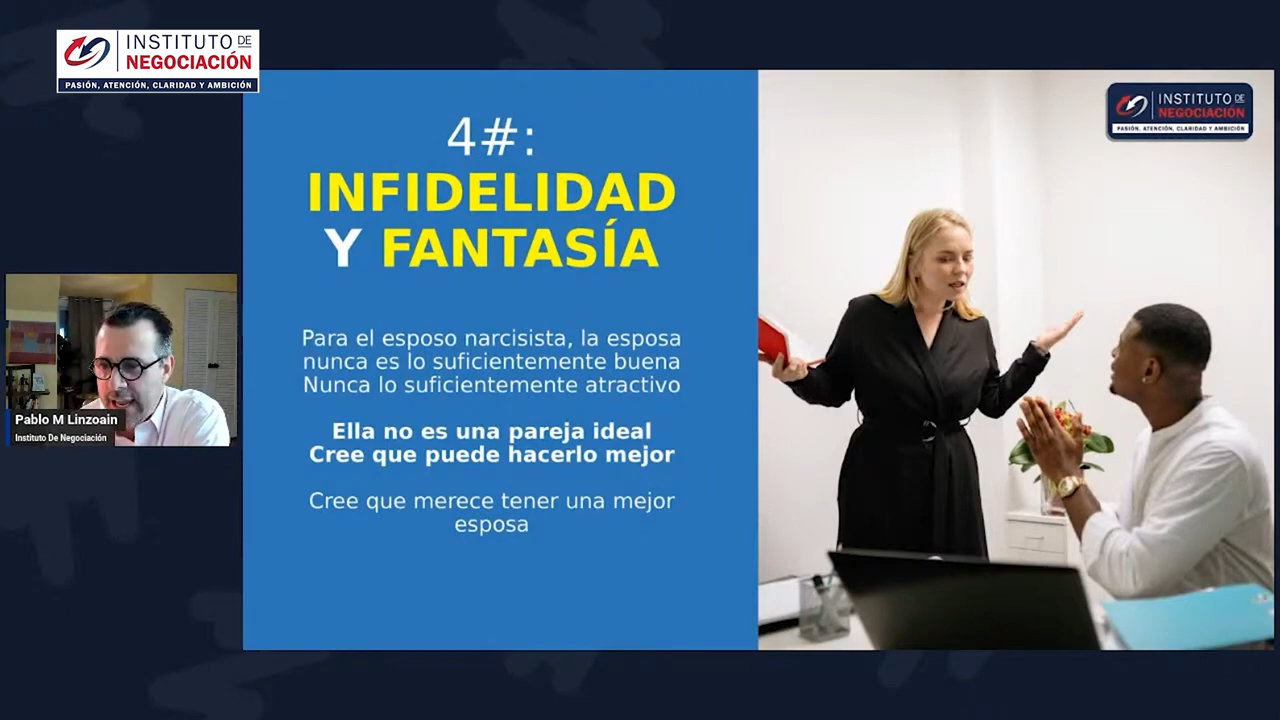 INSTITUTO DE
NEGOCIACIÓN
PASIÓN, ATENCIÓN, CLARIDAD Y AMBICIÓN
4#:
INFIDELIDAD
Y FANTASÍA
Para el esposo narcisista, la esposa
nunca es lo suficientemente buena
Nunca lo suficientemente atractivo
Ella no es una pareja ideal
Cree que puede hacerlo mejor
Cree que merece tener una mejor
esposa
INSTITUTO DE
NEGOCIACIÓN
PASIÓN, ATENCIÓN, CLARIDAD Y AMBICIÓN
Pablo M Linzoain
Instituto De Negociación